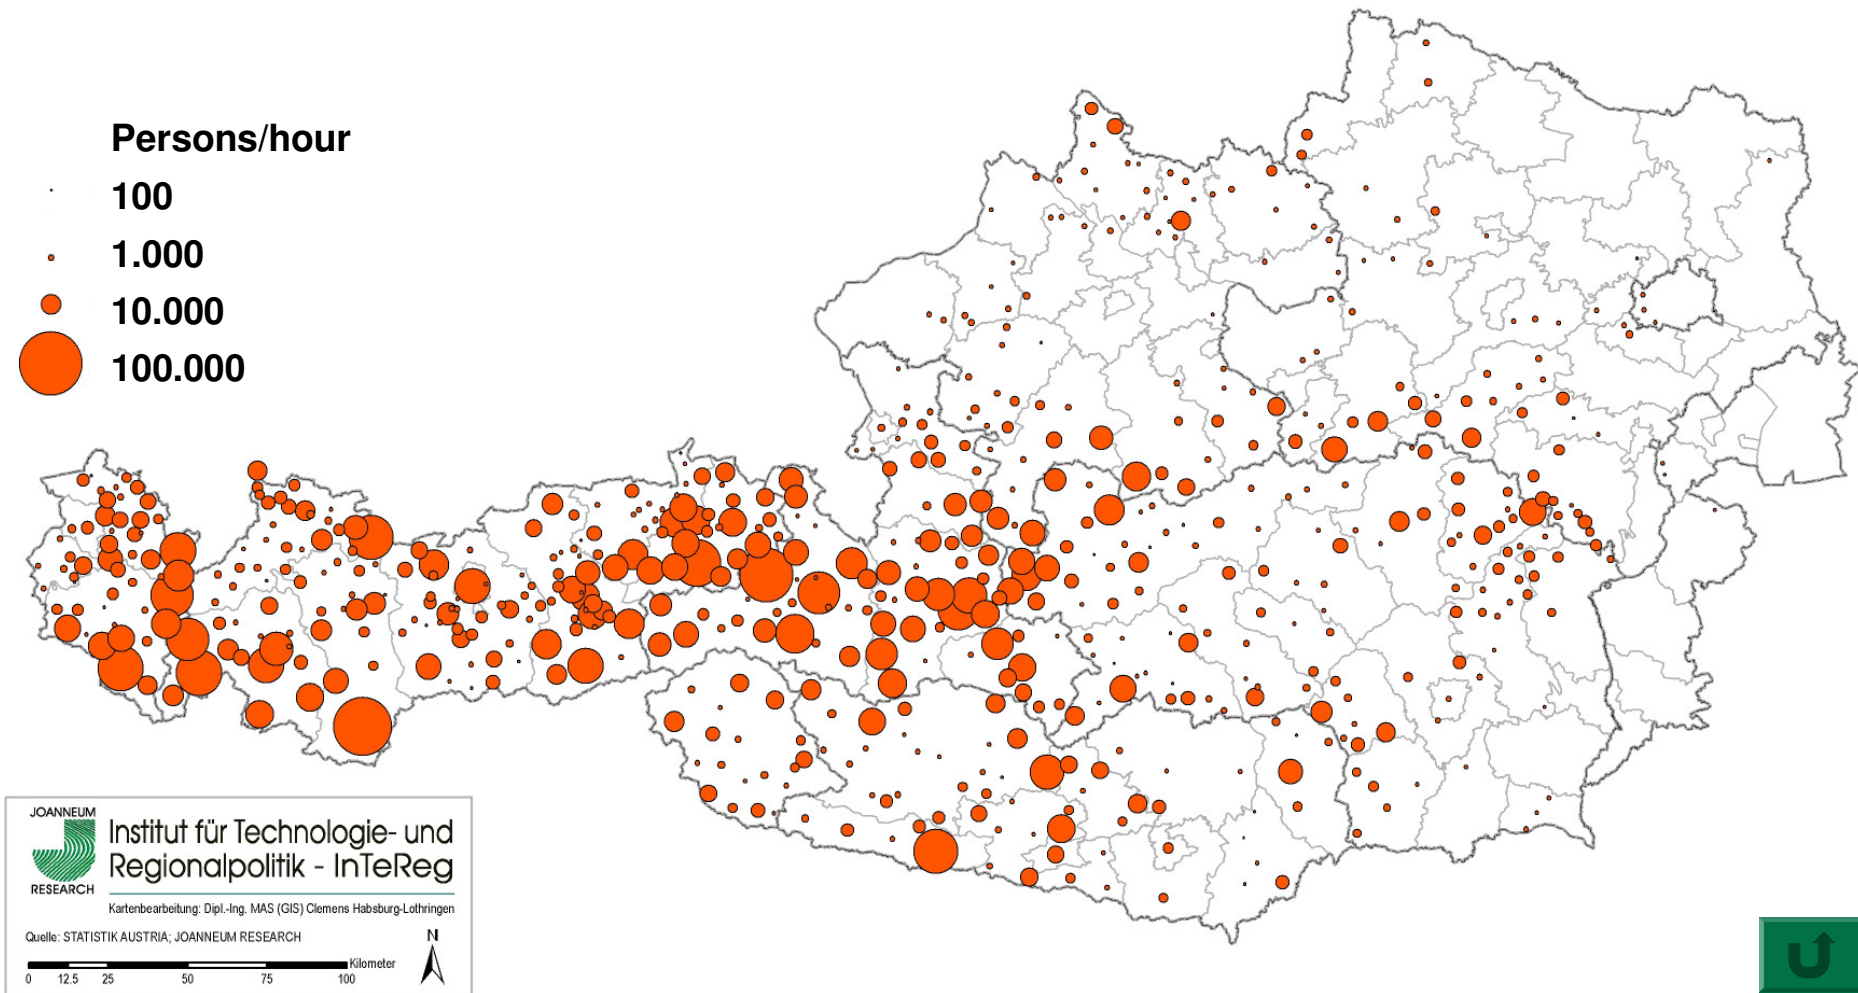 Persons/hour
100
1.000
10.000
100.000
JOANNEUM
RESEARCH
Institut für Technologie- und
Regionalpolitik - InTeReg
Kartenbearbeitung: Dipl.-Ing. MAS (GIS) Clemens Habsburg-Lothringen
Quelle: STATISTIK AUSTRIA; JOANNEUM RESEARCH
N
Kilometer
0 12.5 25 50 75 100